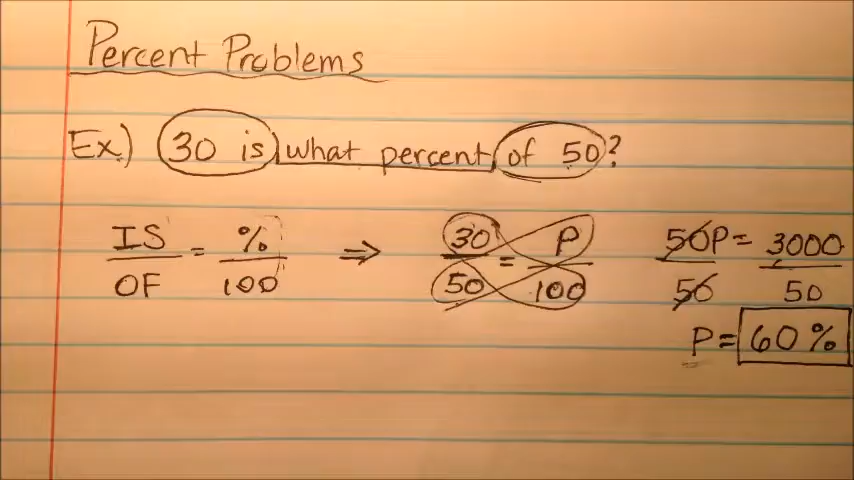 Percent Problems
Ex.) 30 is what percent of 50?
IS/OF = %/100 ⇒ 30/50 = P/100 50P/50 = 3000/50
P = 60%